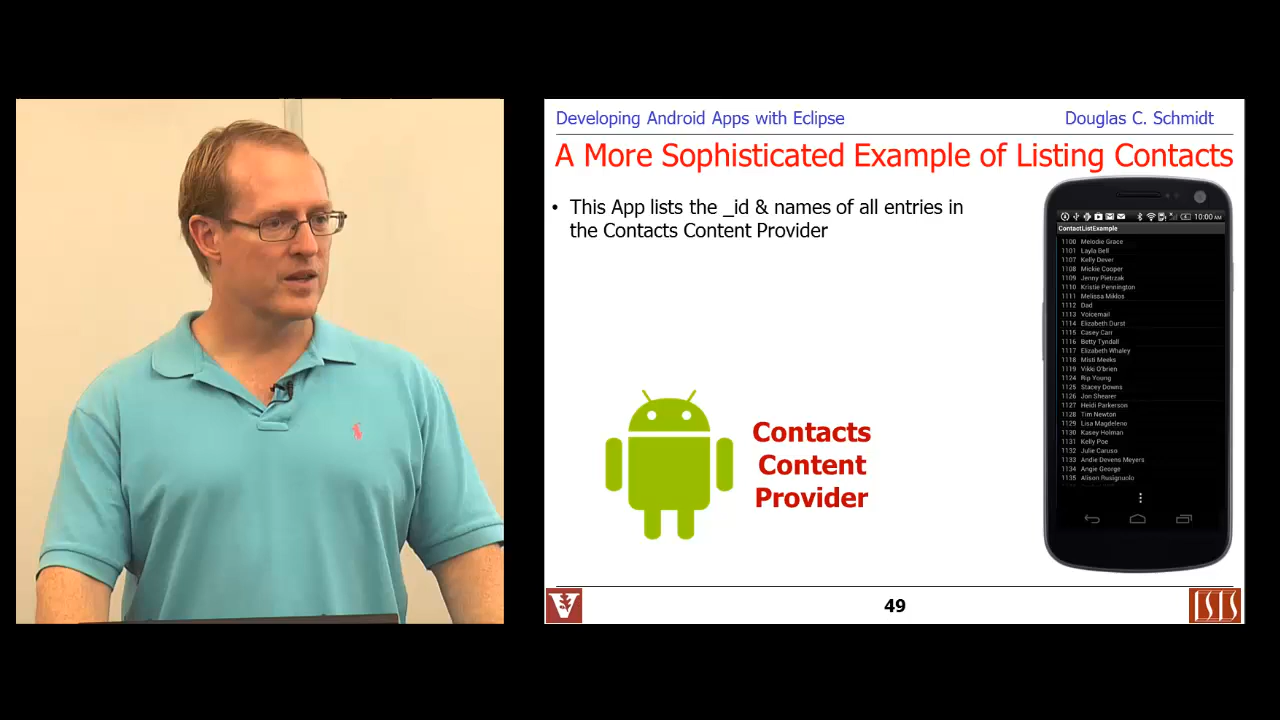 Developing Android Apps with Eclipse
Douglas C. Schmidt
A More Sophisticated Example of Listing Contacts
• This App lists the _id & names of all entries in
the Contacts Content Provider
10:00 AM
ContactListExample
1100 Melodie Grace
1101 Layla Bell
1107 Kelly Dever
1108 Mickie Cooper
1109 Jenny Pietrzak
1110 Kristie Pennington
1111 Melissa Miklos
1112 Dad
1113 Voicemail
1114 Elizabeth Durst
1115 Casey Carr
1116 Betty Tyndall
1117 Elizabeth Whaley
1118 Misti Meeks
1119 Vikki O'brien
1124 Rip Young
1125 Stacey Downs
1126 Jon Shearer
1127 Heidi Parkerson
1128 Tim Newton
1129 Lisa Magdeleno
1130 Kasey Holman
1131 Kelly Poe
1132 Julie Caruso
1133 Andie Devens Meyers
1134 Angie George
1135 Alison Rusignuolo
Contacts
Content
Provider
V
49
ISIS